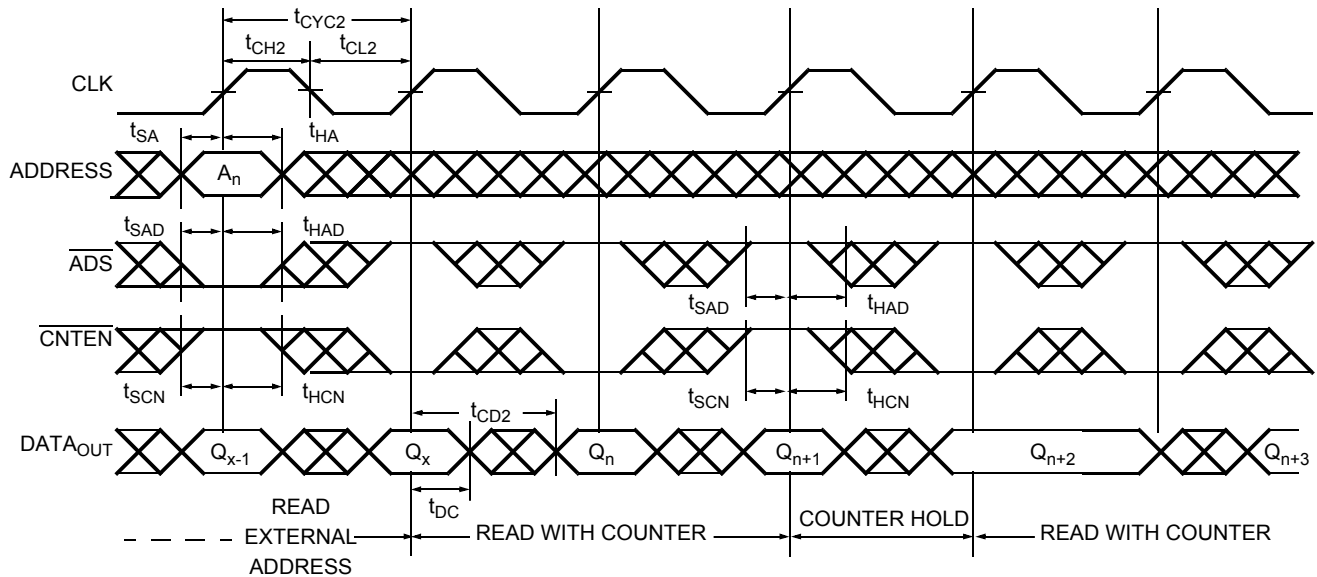 tCYC2
tCH2 tCL2
CLK
tSA tHA
ADDRESS An
tSAD tHAD
ADS
tSAD tHAD
CNTEN
tSCN tHCN tSCN tHCN
tCD2
DATAOUT Qx-1 Qx Qn Qn+1 Qn+2 Qn+3
tDC
READ
EXTERNAL
ADDRESS
READ WITH COUNTER COUNTER HOLD READ WITH COUNTER